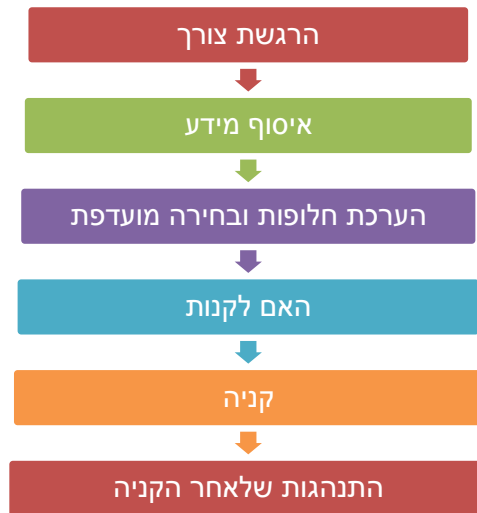 הרגשת צורך
איסוף מידע
הערכת חלופות ובחירה מועדפת
האם לקנות
קניה
התנהגות שלאחר הקניה